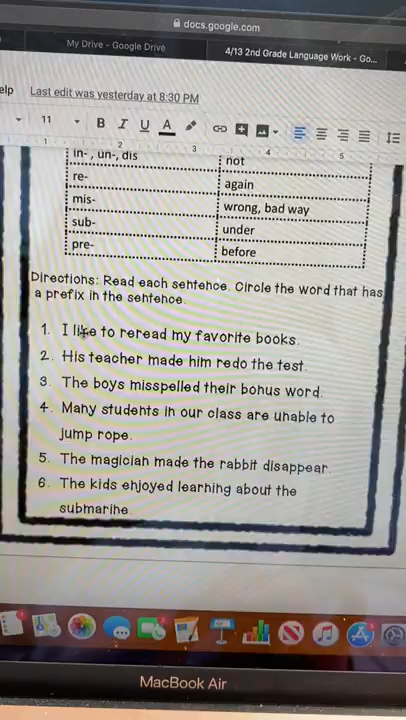 docs.google.com
My Drive - Google Drive
4/13 2nd Grade Language Work - Go...
elp Last edit was yesterday at 8:30 PM
11 B I U A
1 2 3 4 5
in- , un-, dis not
re- again
mis- wrong, bad way
sub- under
pre- before
Directions: Read each sentence. Circle the word that has
a prefix in the sentence.
1. I like to reread my favorite books.
2. His teacher made him redo the test.
3. The boys misspelled their bonus word.
4. Many students in our class are unable to
jump rope.
5. The magician made the rabbit disappear.
6. The kids enjoyed learning about the
submarine.
MacBook Air